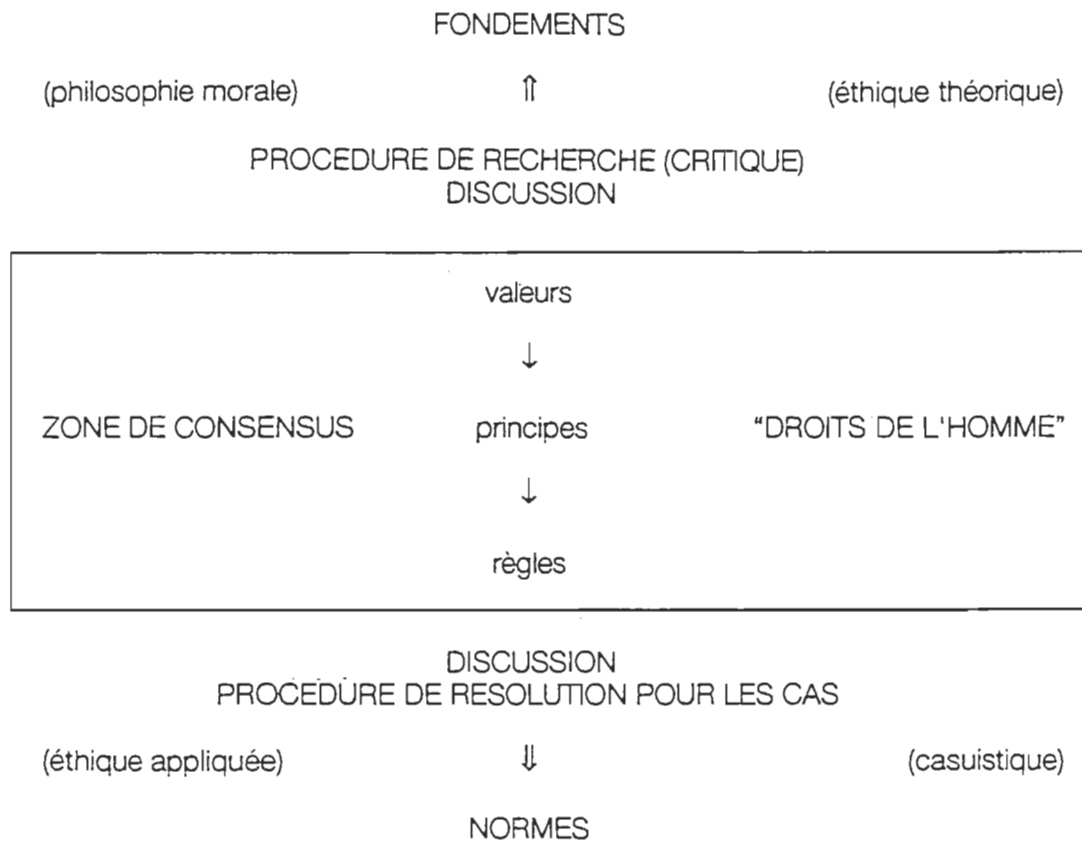 FONDEMENTS
(philosophie morale) ⇑ (éthique théorique)
PROCEDURE DE RECHERCHE (CRITIQUE)
DISCUSSION
valeurs
↓
ZONE DE CONSENSUS principes "DROITS DE L'HOMME"
↓
règles
DISCUSSION
PROCEDURE DE RESOLUTION POUR LES CAS
(éthique appliquée) ⇓ (casuistique)
NORMES